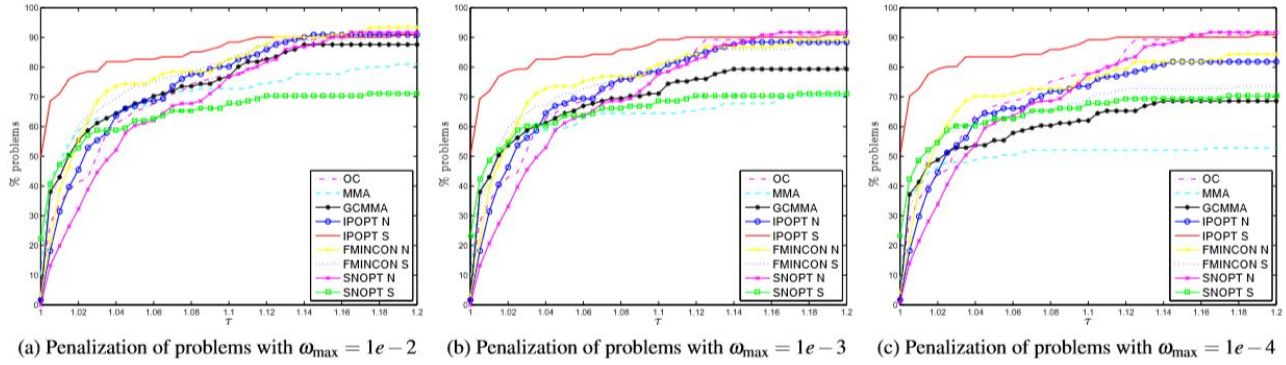 100
90
80
70
60
50
40
30
20
10
0
% problems
1 1.02 1.04 1.06 1.08 1.1 1.12 1.14 1.16 1.18 1.2
τ
OC
MMA
GCMMA
IPOPT N
IPOPT S
FMINCON N
FMINCON S
SNOPT N
SNOPT S
(a) Penalization of problems with ωmax = 1e − 2
100
90
80
70
60
50
40
30
20
10
0
% problems
1 1.02 1.04 1.06 1.08 1.1 1.12 1.14 1.16 1.18 1.2
τ
OC
MMA
GCMMA
IPOPT N
IPOPT S
FMINCON N
FMINCON S
SNOPT N
SNOPT S
(b) Penalization of problems with ωmax = 1e − 3
100
90
80
70
60
50
40
30
20
10
0
% problems
1 1.02 1.04 1.06 1.08 1.1 1.12 1.14 1.16 1.18 1.2
τ
OC
MMA
GCMMA
IPOPT N
IPOPT S
FMINCON N
FMINCON S
SNOPT N
SNOPT S
(c) Penalization of problems with ωmax = 1e − 4